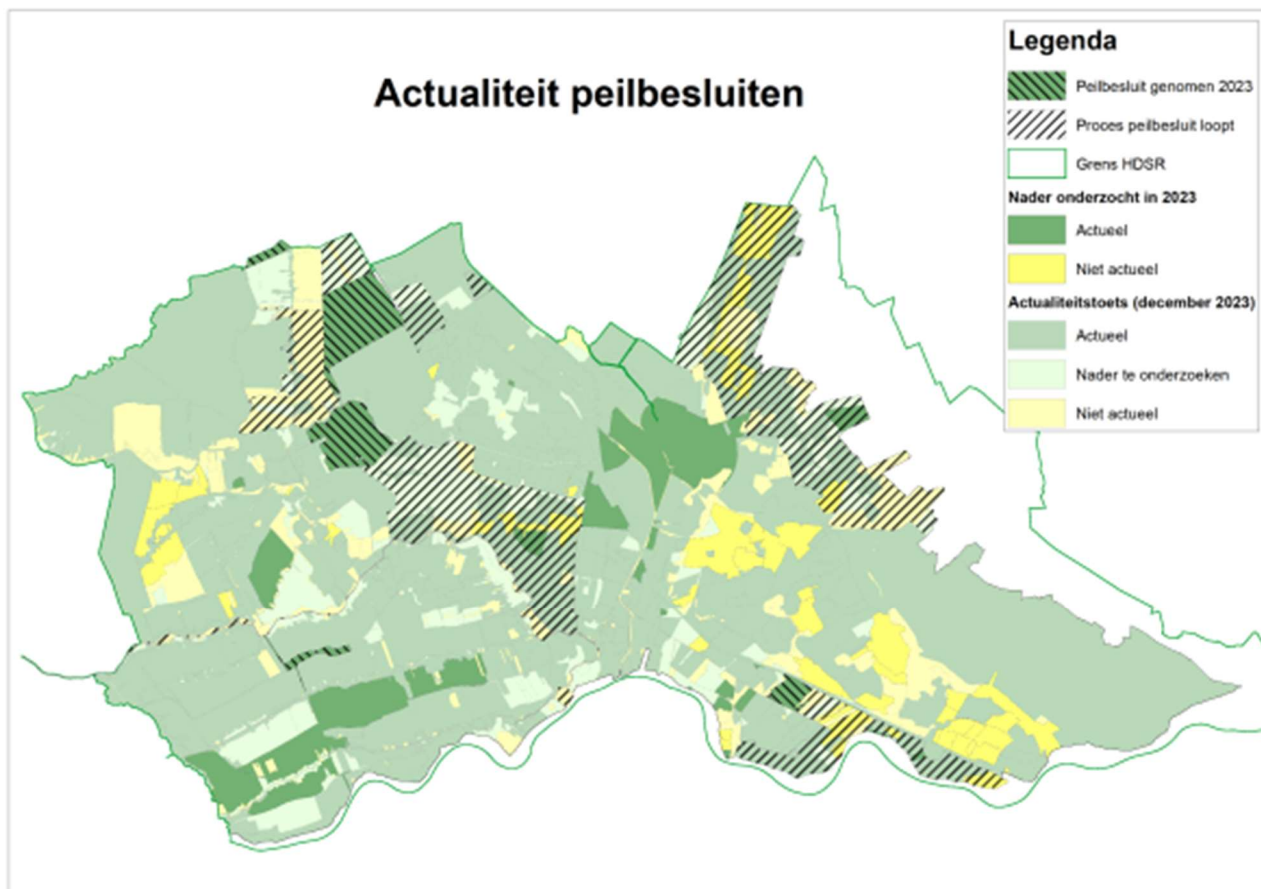 Actualiteit peilbesluiten
Legenda
Peilbesluit genomen 2023
Proces peilbesluit loopt
Grens HDSR
Nader onderzocht in 2023
Actueel
Niet actueel
Actualiteitstoets (december 2023)
Actueel
Nader te onderzoeken
Niet actueel